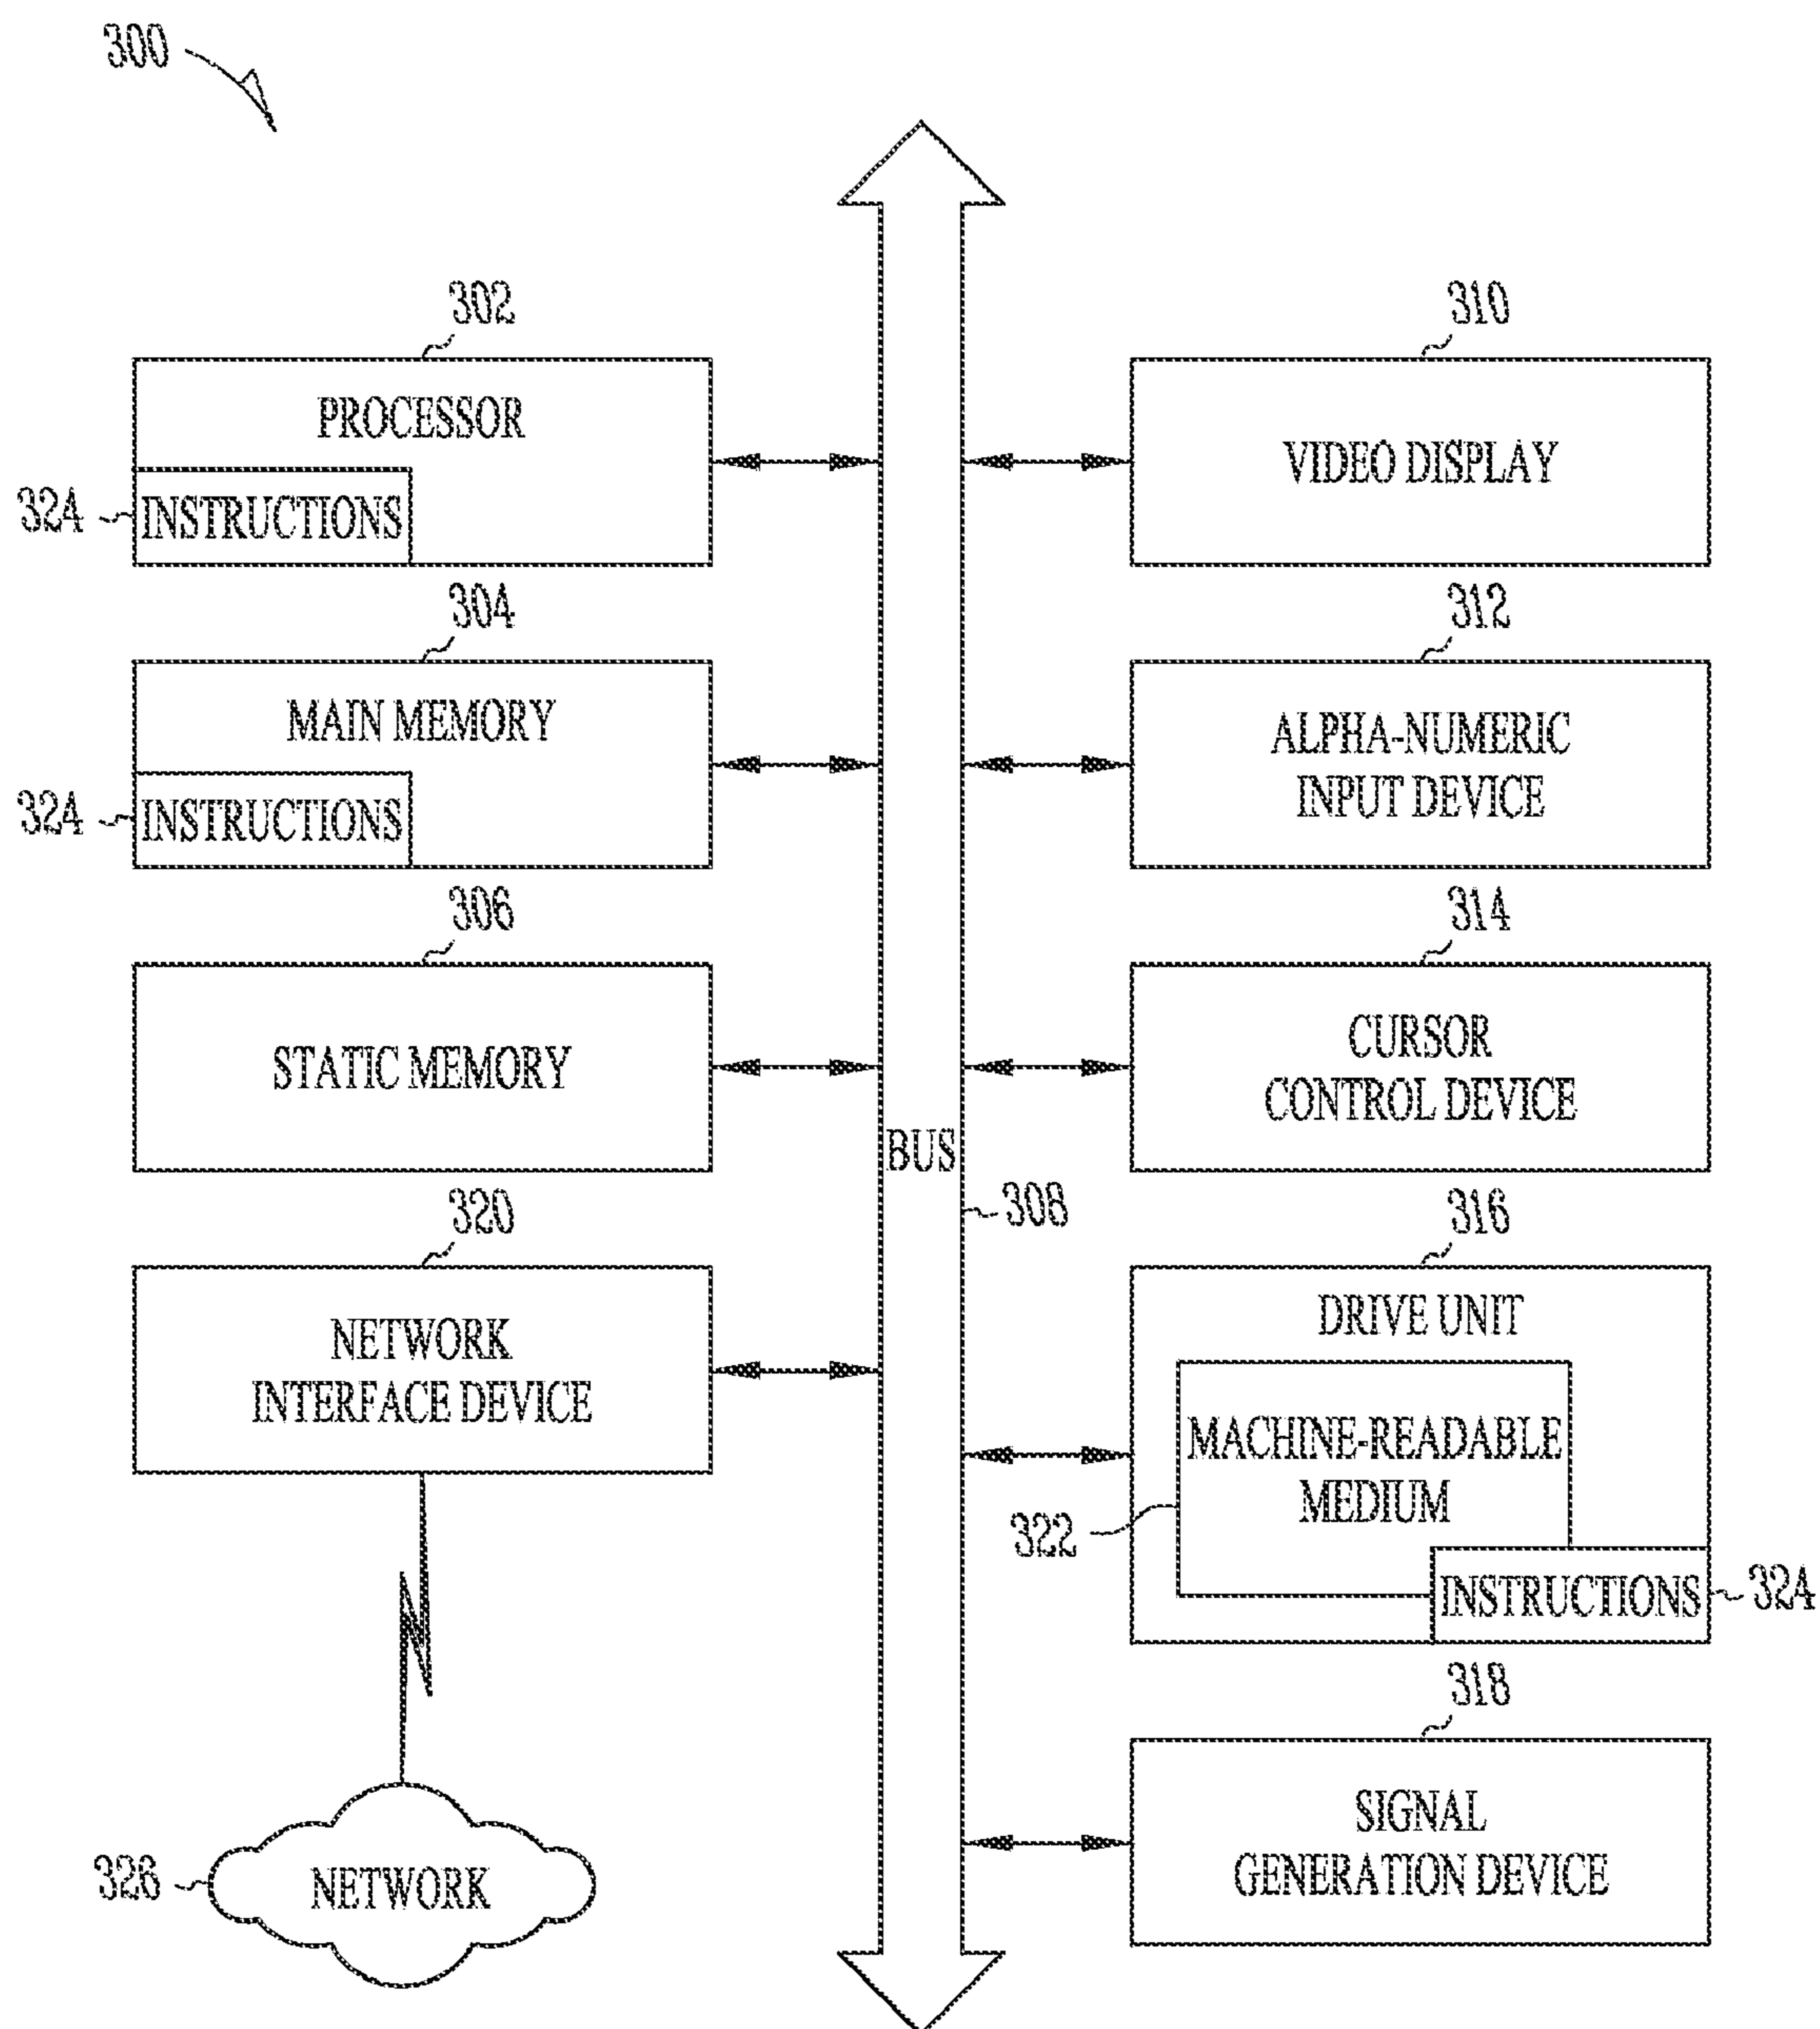 300
302
PROCESSOR
324
INSTRUCTIONS
304
MAIN MEMORY
324
INSTRUCTIONS
306
STATIC MEMORY
320
NETWORK
INTERFACE DEVICE
326
NETWORK
BUS
308
310
VIDEO DISPLAY
312
ALPHA-NUMERIC
INPUT DEVICE
314
CURSOR
CONTROL DEVICE
316
DRIVE UNIT
MACHINE-READABLE
MEDIUM
322
INSTRUCTIONS
324
318
SIGNAL
GENERATION DEVICE